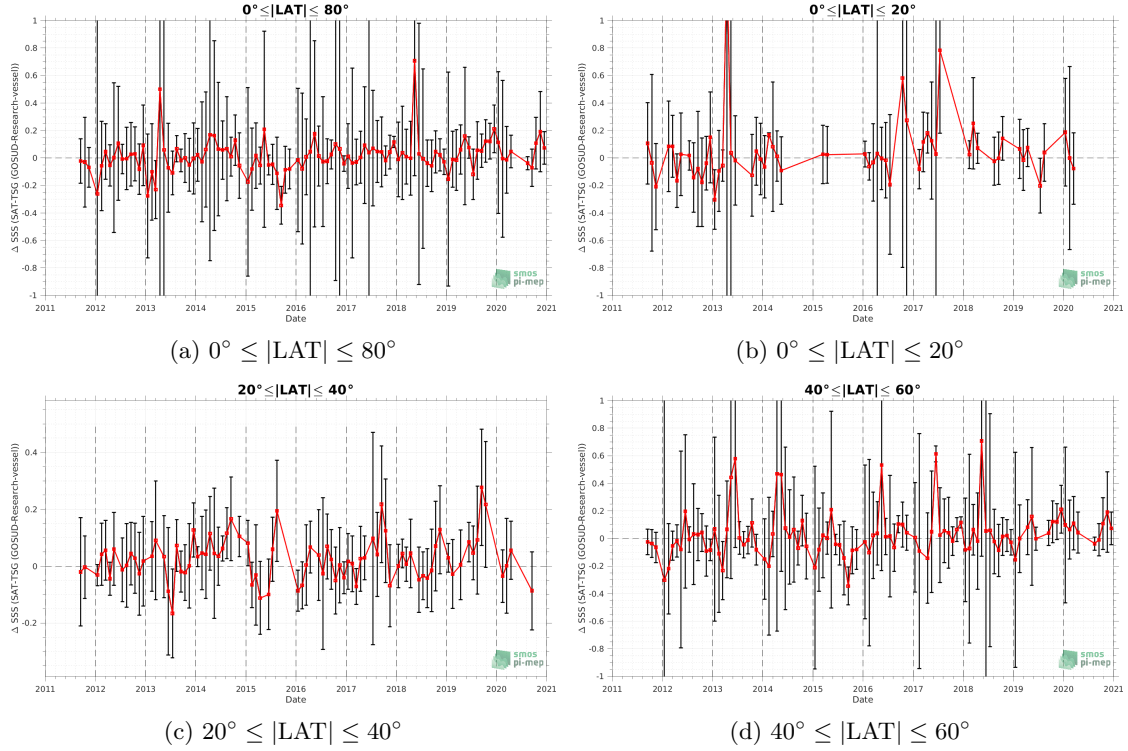 0°≤|LAT|≤ 80°
Δ SSS (SAT-TSG (GOSUD-Research-vessel))
1
0.8
0.6
0.4
0.2
0
-0.2
-0.4
-0.6
-0.8
-1
2011 2012 2013 2014 2015 2016 2017 2018 2019 2020 2021
Date
smos
pi-mep
(a) 0° ≤ |LAT| ≤ 80°
0°≤|LAT|≤ 20°
Δ SSS (SAT-TSG (GOSUD-Research-vessel))
1
0.8
0.6
0.4
0.2
0
-0.2
-0.4
-0.6
-0.8
-1
2011 2012 2013 2014 2015 2016 2017 2018 2019 2020 2021
Date
smos
pi-mep
(b) 0° ≤ |LAT| ≤ 20°
20°≤|LAT|≤ 40°
Δ SSS (SAT-TSG (GOSUD-Research-vessel))
0.4
0.2
0
-0.2
2011 2012 2013 2014 2015 2016 2017 2018 2019 2020 2021
Date
smos
pi-mep
(c) 20° ≤ |LAT| ≤ 40°
40°≤|LAT|≤ 60°
Δ SSS (SAT-TSG (GOSUD-Research-vessel))
1
0.8
0.6
0.4
0.2
0
-0.2
-0.4
-0.6
-0.8
-1
2011 2012 2013 2014 2015 2016 2017 2018 2019 2020 2021
Date
smos
pi-mep
(d) 40° ≤ |LAT| ≤ 60°